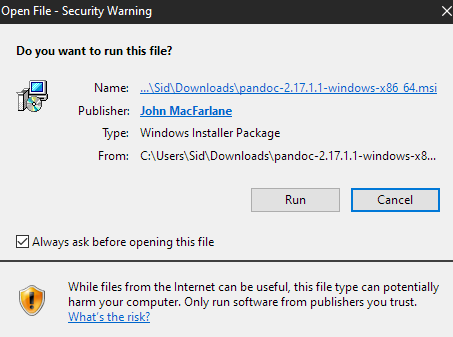 Open File - Security Warning
Do you want to run this file?
Name: ...\Sid\Downloads\pandoc-2.17.1.1-windows-x86_64.msi
Publisher: John MacFarlane
Type: Windows Installer Package
From: C:\Users\Sid\Downloads\pandoc-2.17.1.1-windows-x8...
Run Cancel
Always ask before opening this file
While files from the Internet can be useful, this file type can potentially
harm your computer. Only run software from publishers you trust.
What's the risk?